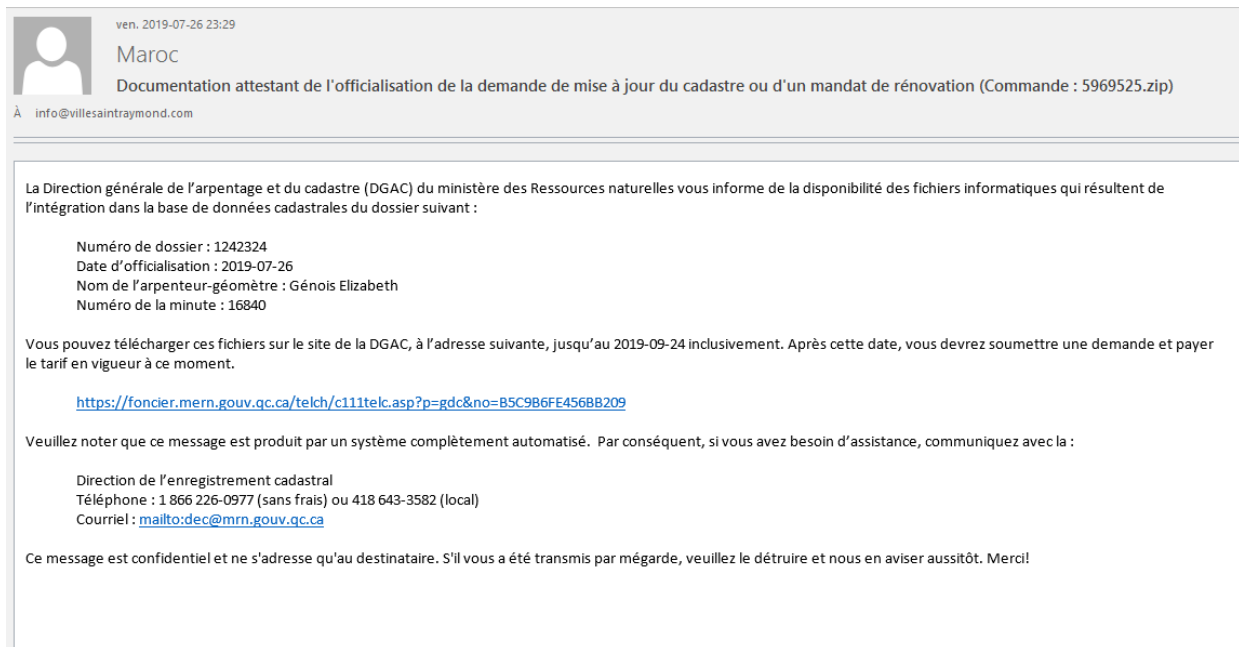 ven. 2019-07-26 23:29
Maroc
Documentation attestant de l'officialisation de la demande de mise à jour du cadastre ou d'un mandat de rénovation (Commande : 5969525.zip)
À info@villesaintraymond.com
La Direction générale de l'arpentage et du cadastre (DGAC) du ministère des Ressources naturelles vous informe de la disponibilité des fichiers informatiques qui résultent de
l'intégration dans la base de données cadastrales du dossier suivant :
Numéro de dossier : 1242324
Date d'officialisation : 2019-07-26
Nom de l'arpenteur-géomètre : Génois Elizabeth
Numéro de la minute : 16840
Vous pouvez télécharger ces fichiers sur le site de la DGAC, à l'adresse suivante, jusqu'au 2019-09-24 inclusivement. Après cette date, vous devrez soumettre une demande et payer
le tarif en vigueur à ce moment.
https://foncier.mern.gouv.qc.ca/telch/c111telc.asp?p=gdc&no=B5C9B6FE456BB209
Veuillez noter que ce message est produit par un système complètement automatisé. Par conséquent, si vous avez besoin d'assistance, communiquez avec la :
Direction de l'enregistrement cadastral
Téléphone : 1 866 226-0977 (sans frais) ou 418 643-3582 (local)
Courriel : mailto:dec@mrn.gouv.qc.ca
Ce message est confidentiel et ne s'adresse qu'au destinataire. S'il vous a été transmis par mégarde, veuillez le détruire et nous en aviser aussitôt. Merci!